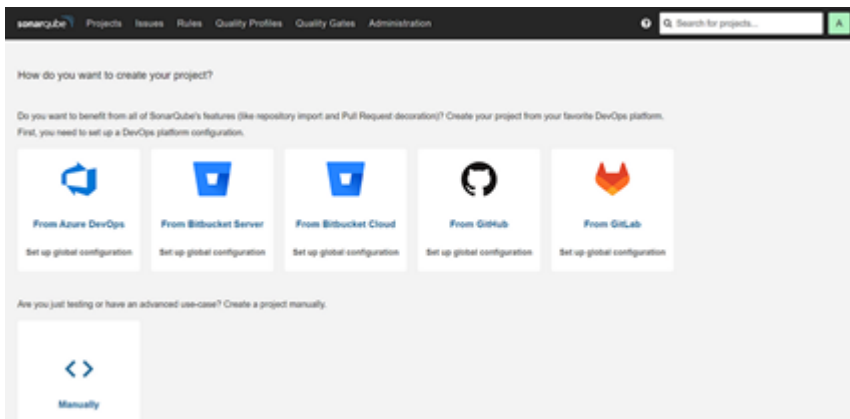 sonarqube Projects Issues Rules Quality Profiles Quality Gates Administration ? Search for projects... A
How do you want to create your project?
Do you want to benefit from all of SonarQube's features (like repository import and Pull Request decoration)? Create your project from your favorite DevOps platform.
First, you need to set up a DevOps platform configuration.
From Azure DevOps From Bitbucket Server From Bitbucket Cloud From GitHub From GitLab
Set up global configuration Set up global configuration Set up global configuration Set up global configuration Set up global configuration
Are you just testing or have an advanced use-case? Create a project manually.
Manually